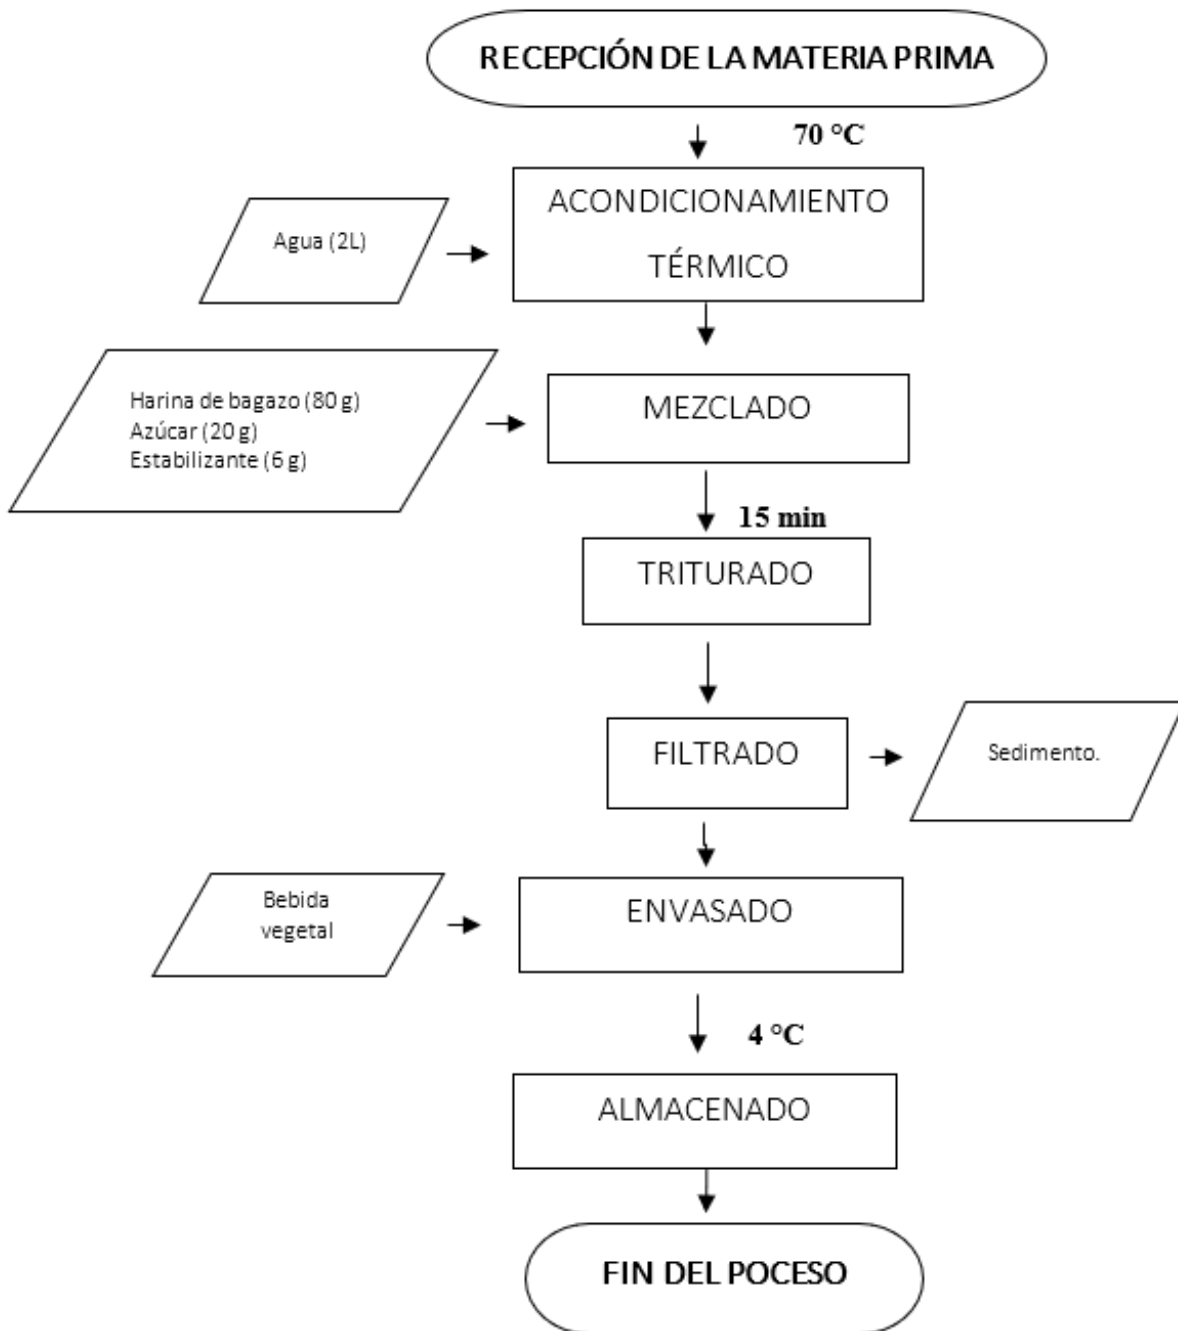 RECEPCIÓN DE LA MATERIA PRIMA
70 °C
ACONDICIONAMIENTO
TÉRMICO
Agua (2L)
Harina de bagazo (80 g)
Azúcar (20 g)
Estabilizante (6 g)
MEZCLADO
15 min
TRITURADO
FILTRADO
Sedimento.
Bebida
vegetal
ENVASADO
4 °C
ALMACENADO
FIN DEL POCESO